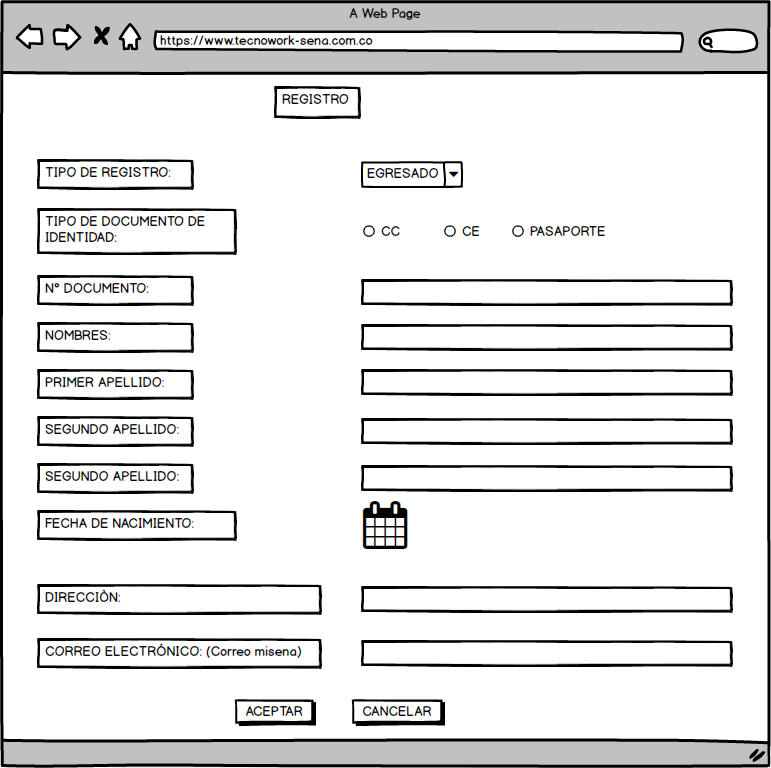 A Web Page
https://www.tecnowork-sena.com.co
REGISTRO
TIPO DE REGISTRO:
EGRESADO
TIPO DE DOCUMENTO DE
IDENTIDAD:
CC
CE
PASAPORTE
N° DOCUMENTO:
NOMBRES:
PRIMER APELLIDO:
SEGUNDO APELLIDO:
SEGUNDO APELLIDO:
FECHA DE NACIMIENTO:
DIRECCIÒN:
CORREO ELECTRÓNICO: (Correo misena)
ACEPTAR
CANCELAR